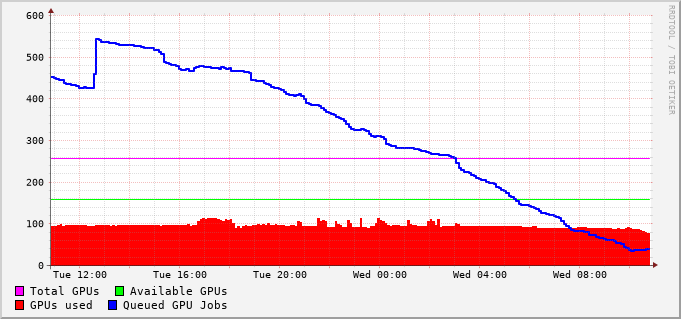 600
500
400
300
200
100
0
Tue 12:00 Tue 16:00 Tue 20:00 Wed 00:00 Wed 04:00 Wed 08:00
Total GPUs Available GPUs
GPUs used Queued GPU Jobs
RRDTOOL / TOBI OETIKER